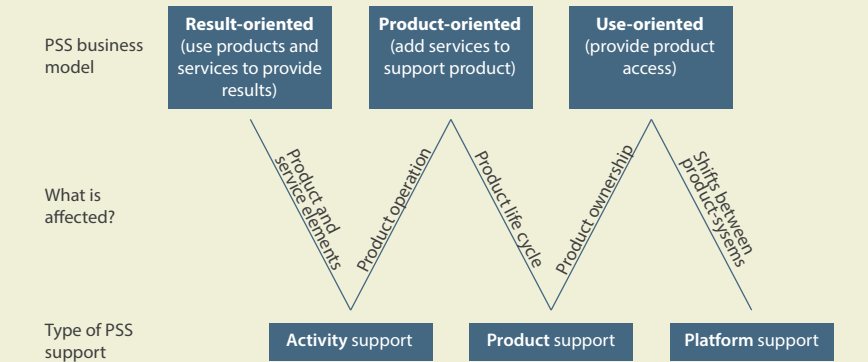 PSS business
model
Result-oriented
(use products and
services to provide
results)
Product-oriented
(add services to
support product)
Use-oriented
(provide product
access)
What is
affected?
Product and
service elements
Product operation
Product life cycle
Product ownership
Shifts between
product-sysems
Type of PSS
support
Activity support
Product support
Platform support